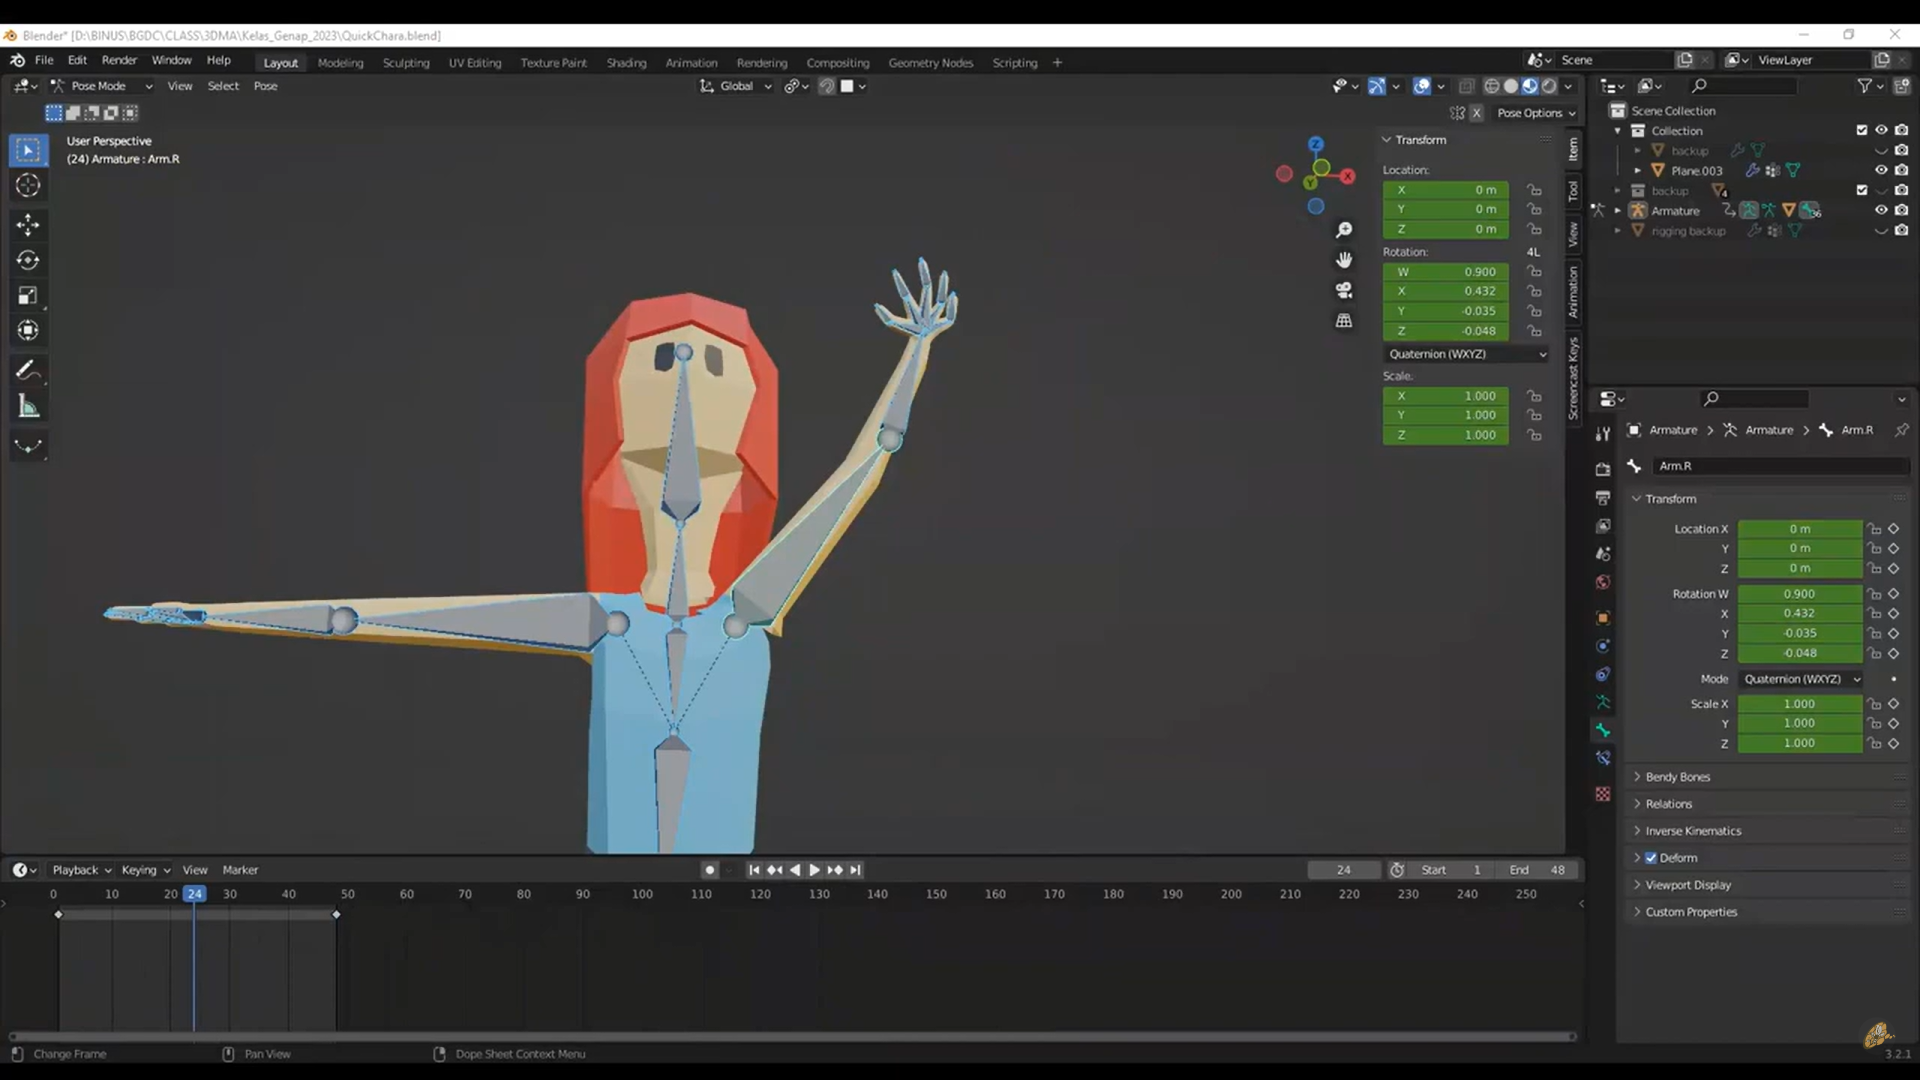 Blender* [D:\BINUS\BGDC\CLASS\3DMA\Kelas_Genap_2023\QuickChara.blend]
File Edit Render Window Help Layout Modeling Sculpting UV Editing Texture Paint Shading Animation Rendering Compositing Geometry Nodes Scripting + Scene ViewLayer
Pose Mode View Select Pose Global
X Pose Options
User Perspective
(24) Armature : Arm.R
Transform
Location:
X 0 m
Y 0 m
Z 0 m
Rotation: 4L
W 0.900
X 0.432
Y -0.035
Z -0.048
Quaternion (WXYZ)
Scale:
X 1.000
Y 1.000
Z 1.000
Item
Tool
View
Animation
Screencast Keys
Z
X
Y
Scene Collection
Collection
backup
Plane.003
backup 4
Armature 36
rigging backup
Armature > Armature > Arm.R
Arm.R
Transform
Location X 0 m
Y 0 m
Z 0 m
Rotation W 0.900
X 0.432
Y -0.035
Z -0.048
Mode Quaternion (WXYZ)
Scale X 1.000
Y 1.000
Z 1.000
Bendy Bones
Relations
Inverse Kinematics
Deform
Viewport Display
Custom Properties
Playback Keying View Marker 24 Start 1 End 48
0 10 20 24 30 40 50 60 70 80 90 100 110 120 130 140 150 160 170 180 190 200 210 220 230 240 250
Change Frame Pan View Dope Sheet Context Menu 3.2.1